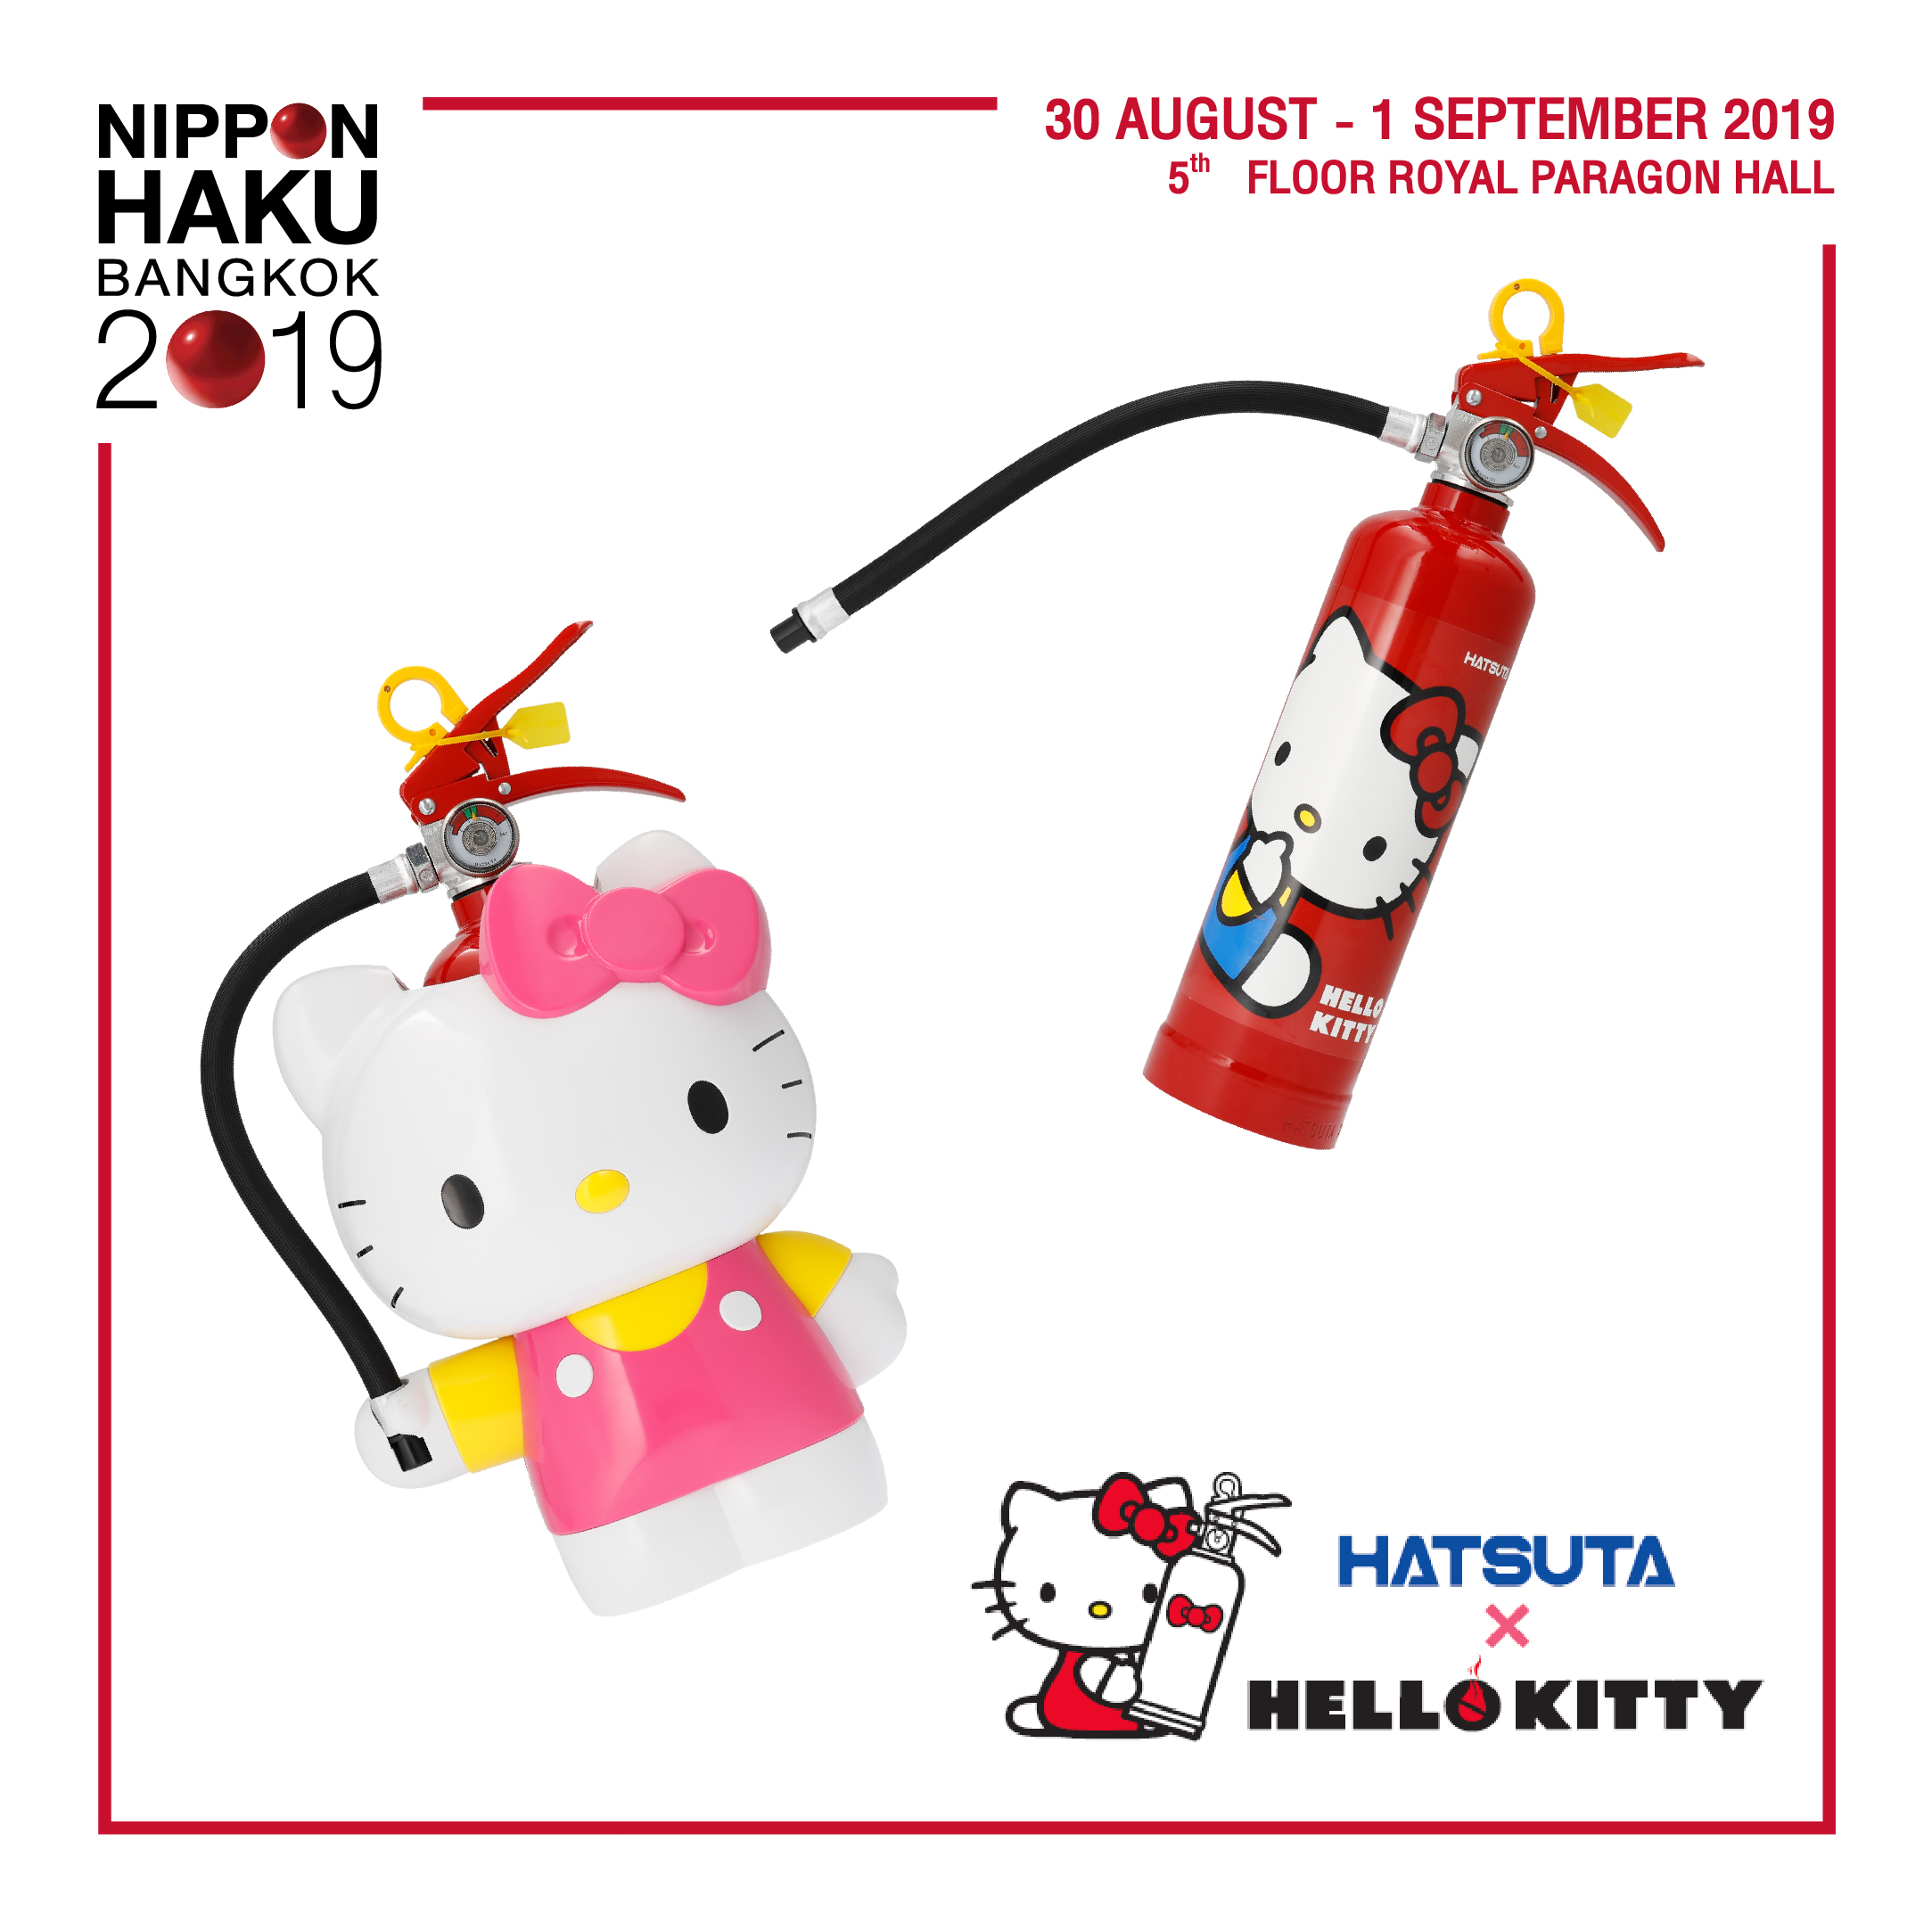 NIPPON
HAKU
BANGKOK
2019
30 AUGUST - 1 SEPTEMBER 2019
5th FLOOR ROYAL PARAGON HALL
HATSUTA
HELLO
KITTY
HATSUTA
HATSUTA
×
HELLO KITTY